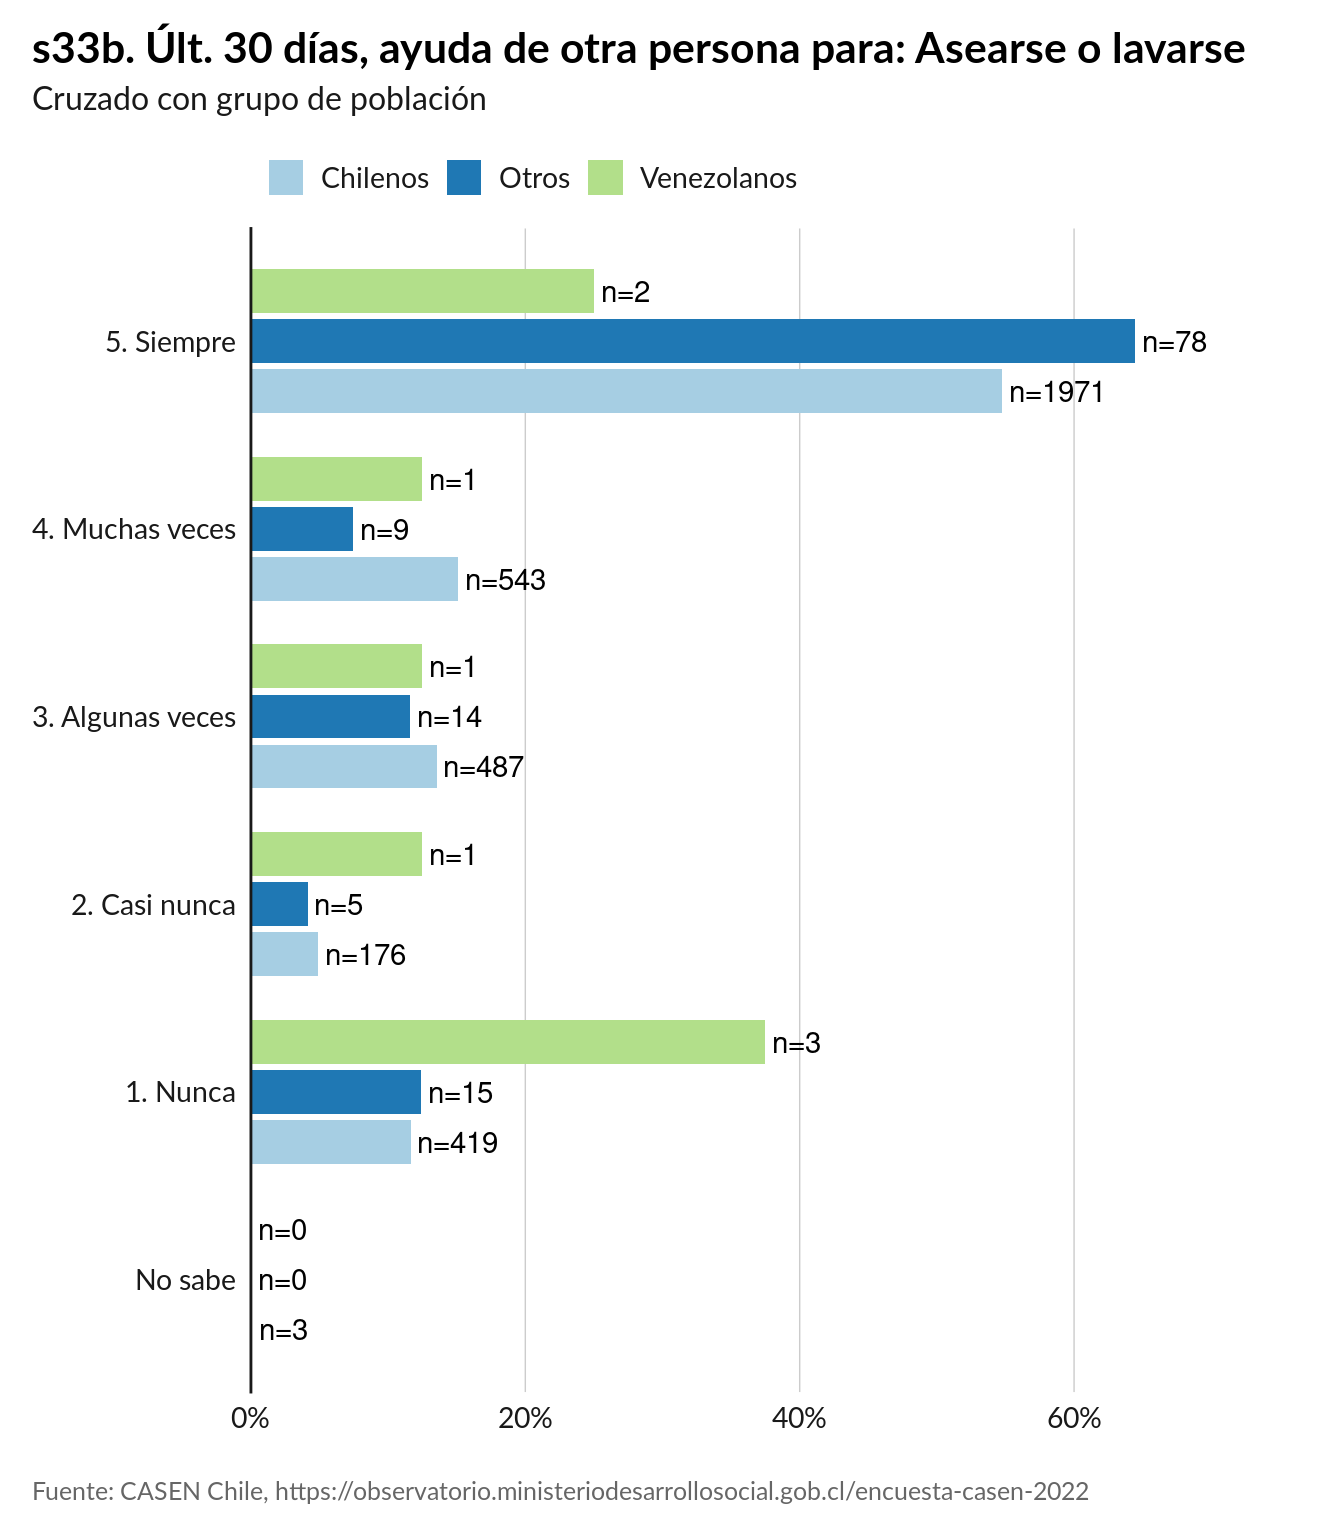 s33b. Últ. 30 días, ayuda de otra persona para: Asearse o lavarse
Cruzado con grupo de población
Chilenos Otros Venezolanos
n=2
5. Siempre n=78
n=1971
n=1
4. Muchas veces n=9
n=543
n=1
3. Algunas veces n=14
n=487
n=1
2. Casi nunca n=5
n=176
n=3
1. Nunca n=15
n=419
n=0
No sabe n=0
n=3
0% 20% 40% 60%
Fuente: CASEN Chile, https://observatorio.ministeriodesarrollosocial.gob.cl/encuesta-casen-2022